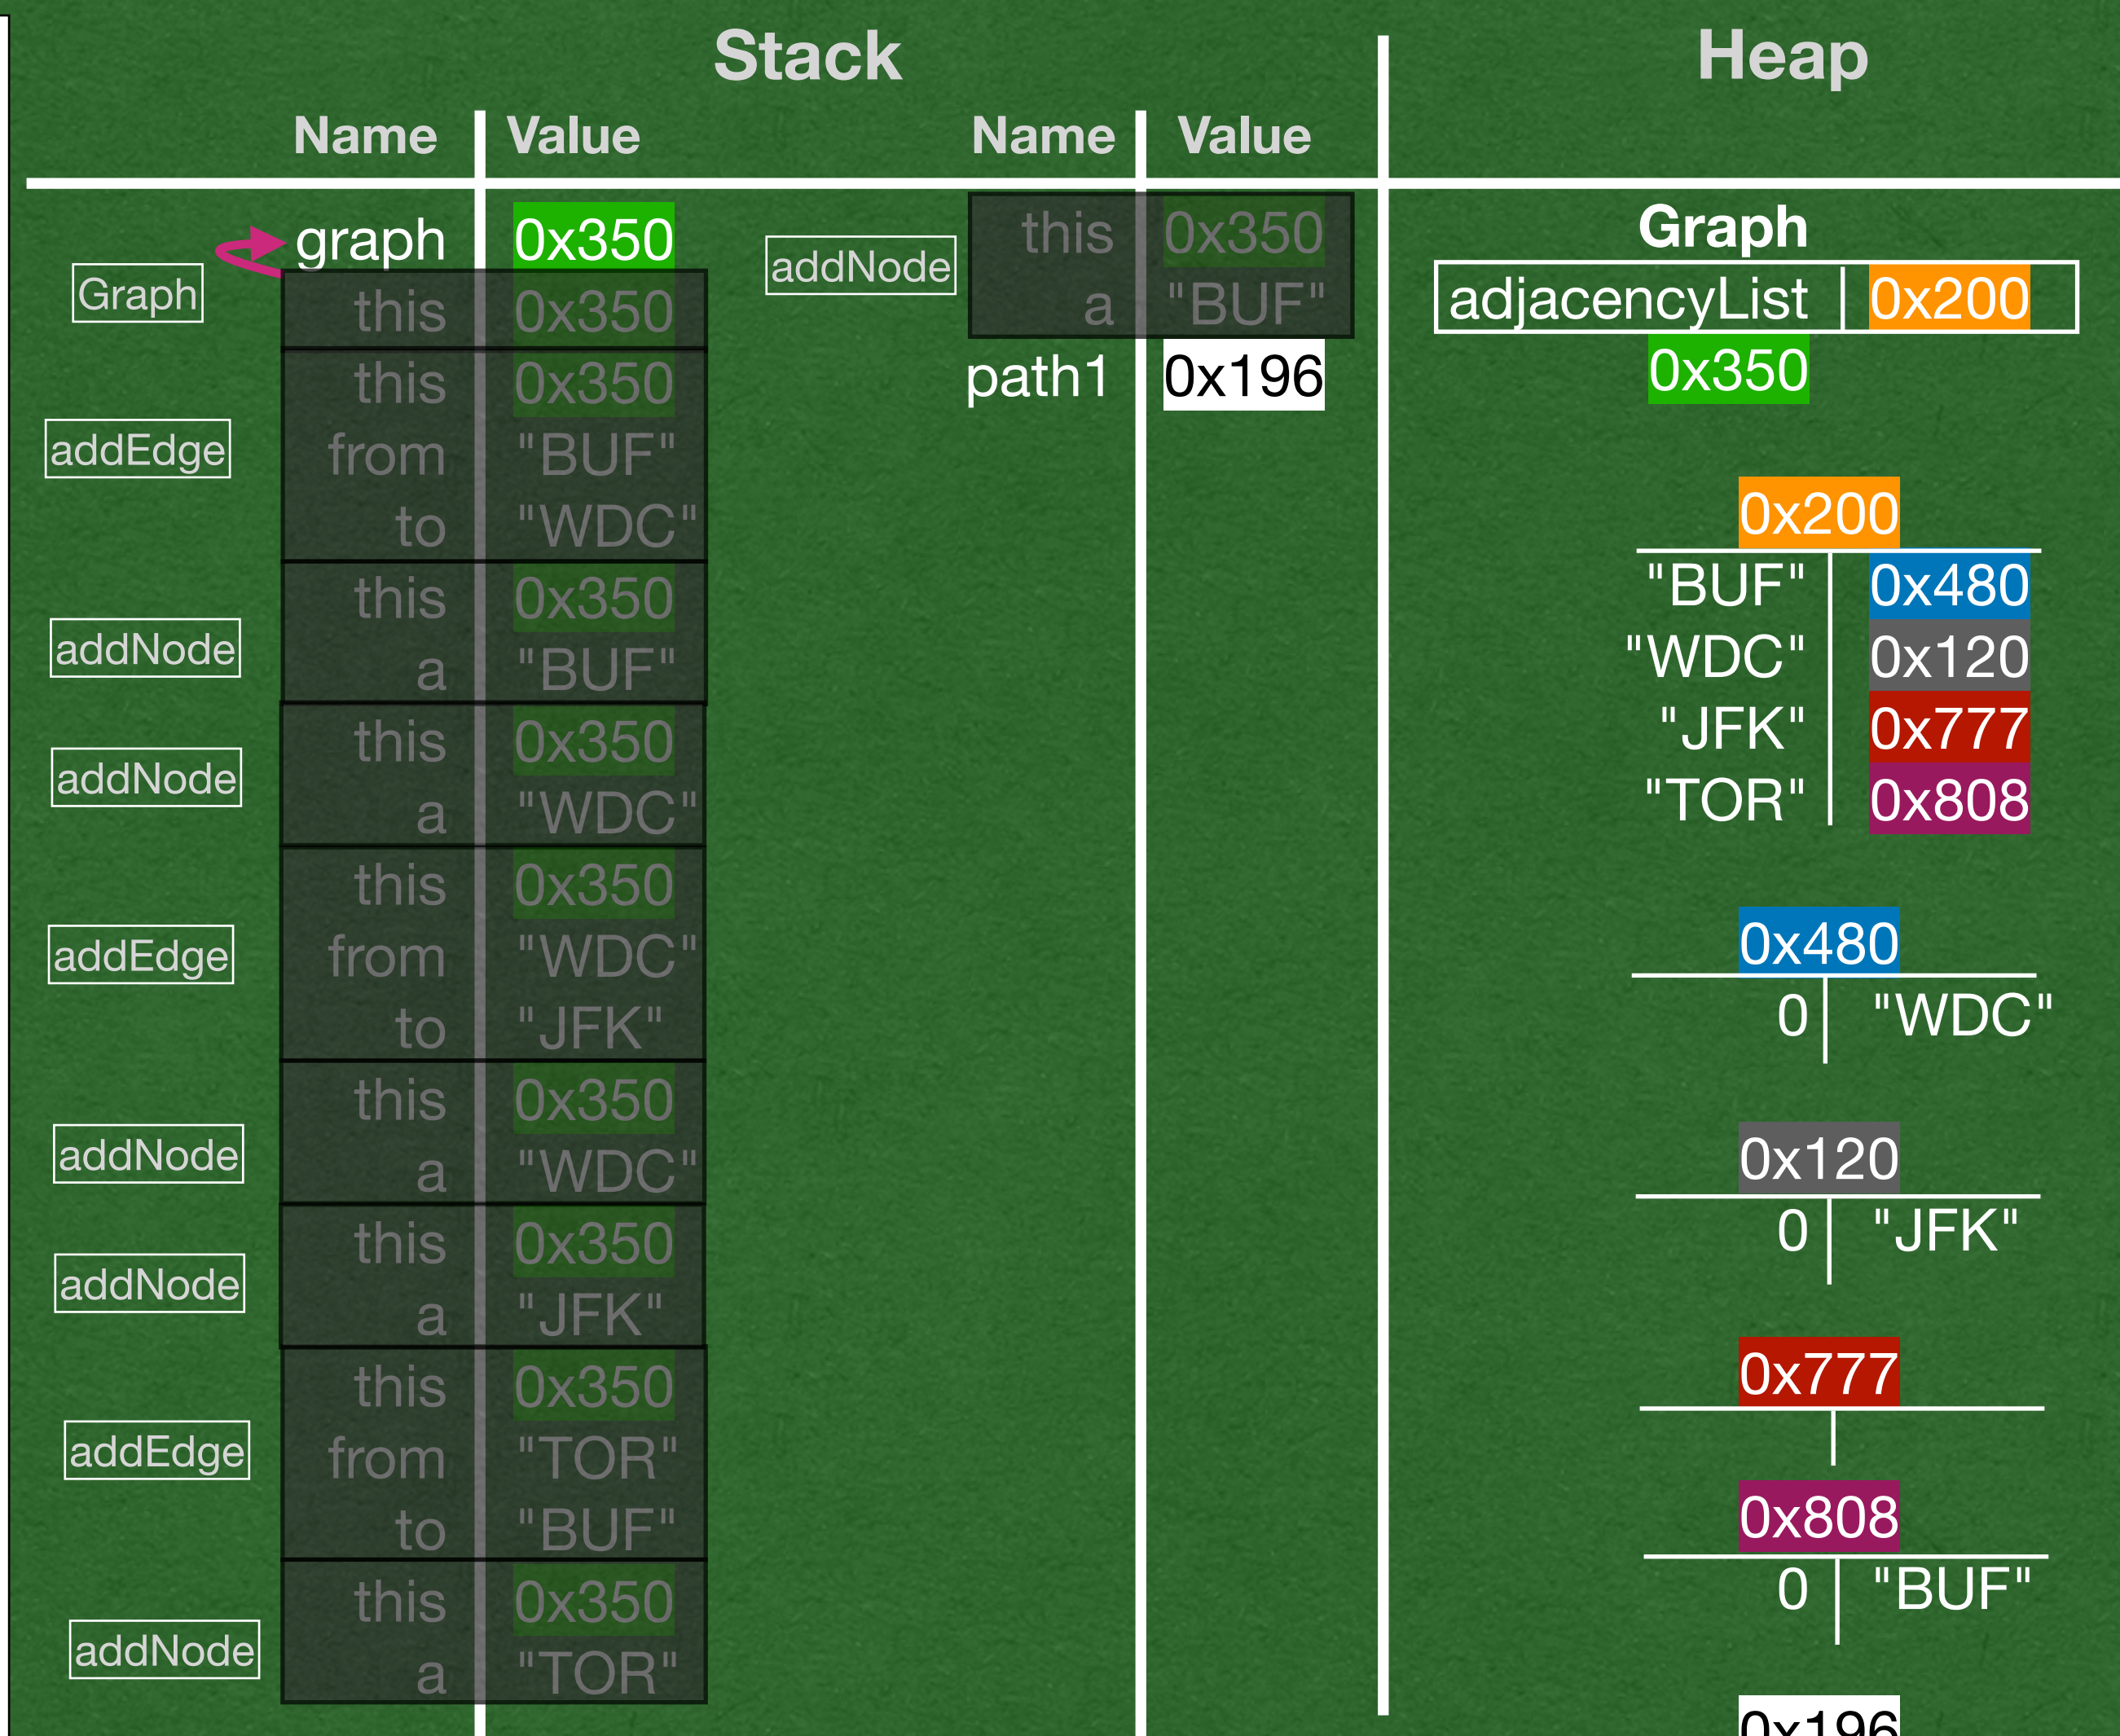 Stack
Heap
Name Value
Name Value
graph 0x350
Graph
this 0x350
addEdge
this 0x350
from "BUF"
to "WDC"
addNode
this 0x350
a "BUF"
addNode
this 0x350
a "WDC"
addEdge
this 0x350
from "WDC"
to "JFK"
addNode
this 0x350
a "WDC"
addNode
this 0x350
a "JFK"
addEdge
this 0x350
from "TOR"
to "BUF"
addNode
this 0x350
a "TOR"
addNode
this 0x350
a "BUF"
path1 0x196
Graph
adjacencyList 0x200
0x350
0x200
"BUF" 0x480
"WDC" 0x120
"JFK" 0x777
"TOR" 0x808
0x480
0 "WDC"
0x120
0 "JFK"
0x777
0x808
0 "BUF"
0x196